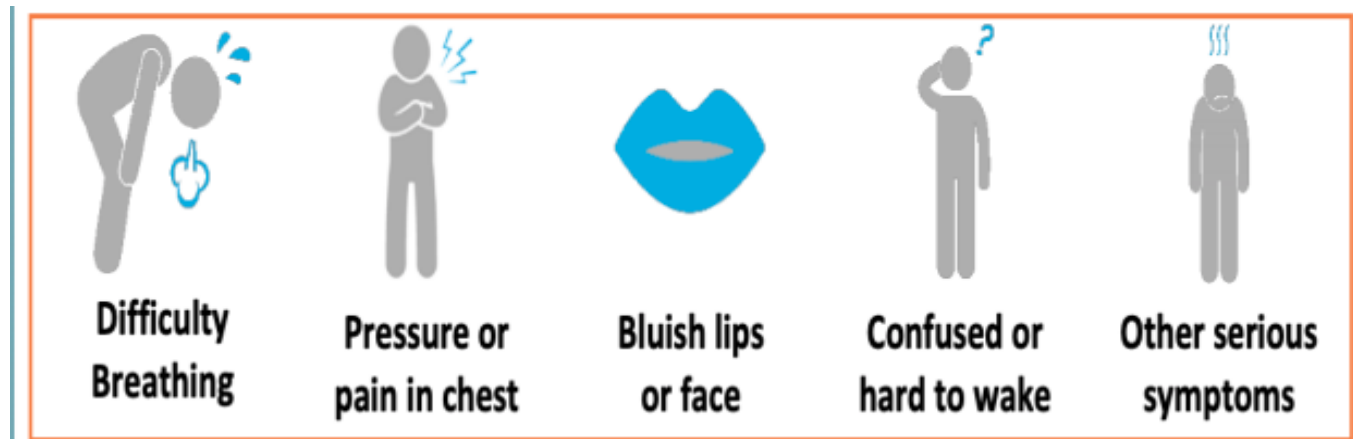 Difficulty
Breathing
Pressure or
pain in chest
Bluish lips
or face
Confused or
hard to wake
Other serious
symptoms
?